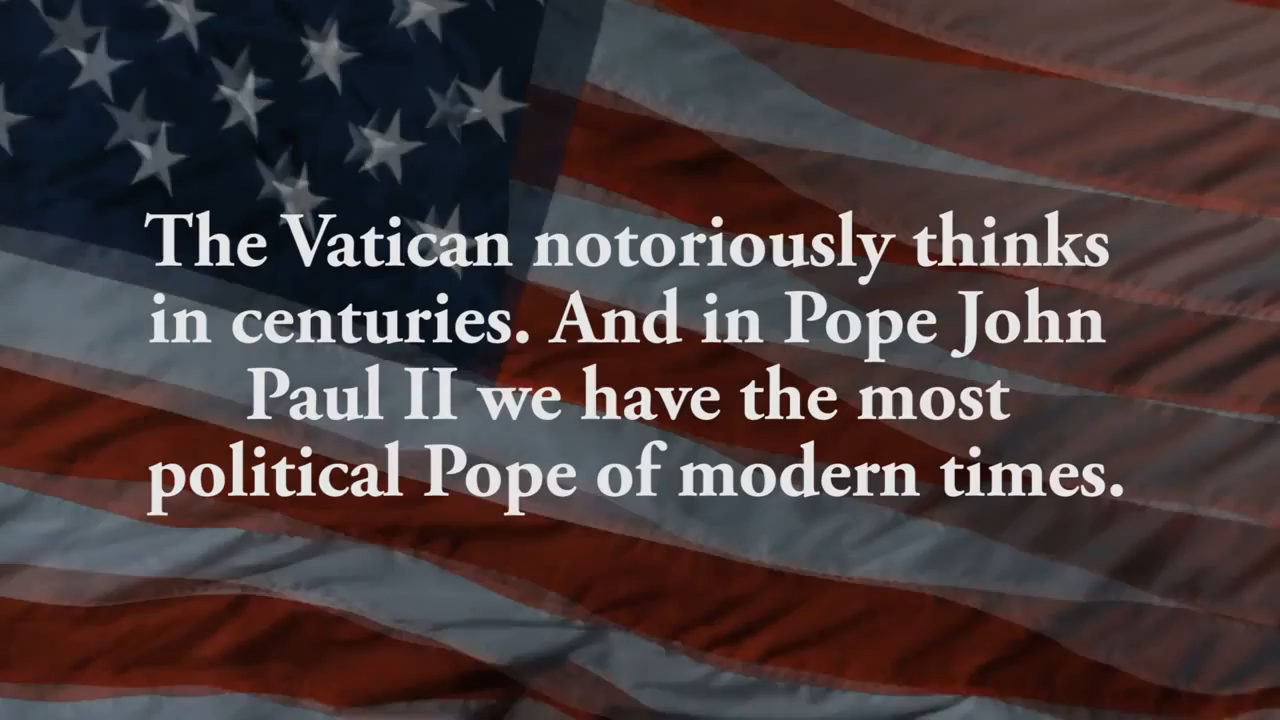 The Vatican notoriously thinks
in centuries. And in Pope John
Paul II we have the most
political Pope of modern times.